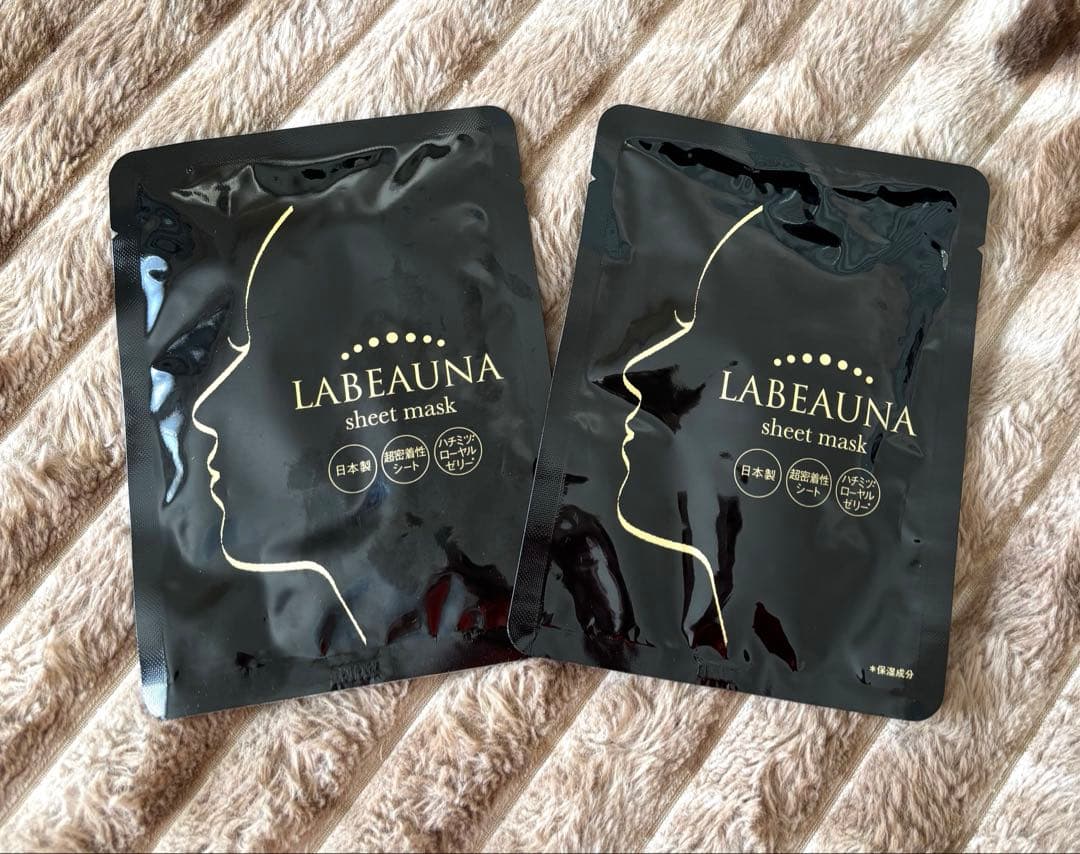 LABEAUNA
sheet mask
日本製
超密着性
シート
ハチミツ*
ローヤル
ゼリー*
LABEAUNA
sheet mask
日本製
超密着性
シート
ハチミツ*
ローヤル
ゼリー*
*保湿成分